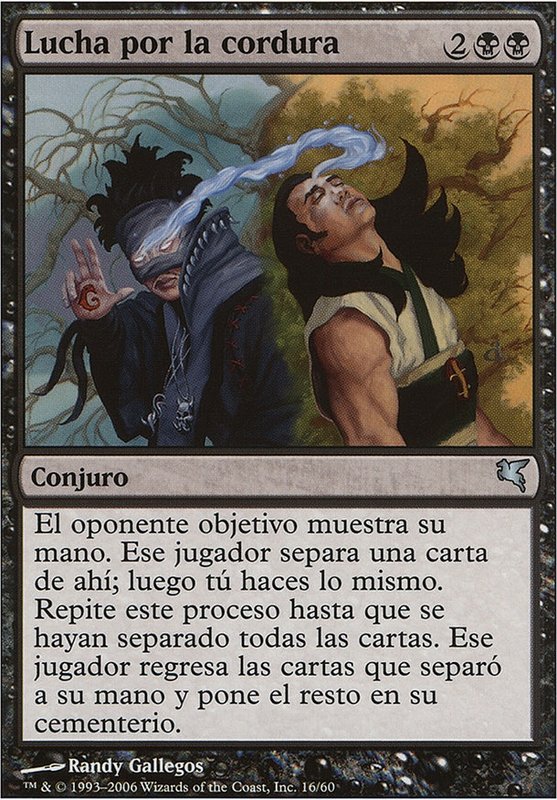 Lucha por la cordura
2
Conjuro
El oponente objetivo muestra su
mano. Ese jugador separa una carta
de ahí; luego tú haces lo mismo.
Repite este proceso hasta que se
hayan separado todas las cartas. Ese
jugador regresa las cartas que separó
a su mano y pone el resto en su
cementerio.
Randy Gallegos
™ & © 1993–2006 Wizards of the Coast, Inc. 16/60